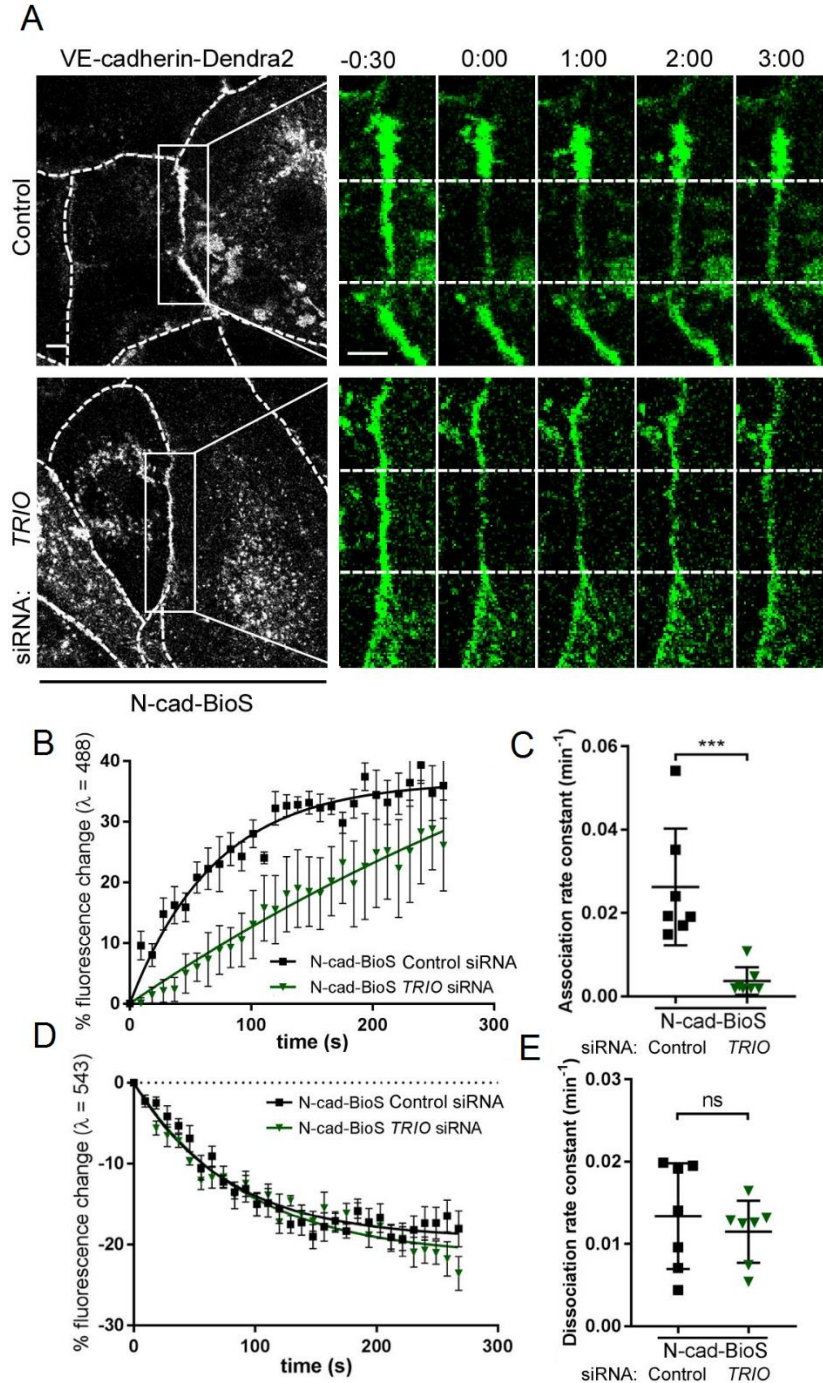 A
VE-cadherin-Dendra2
-0:30 0:00 1:00 2:00 3:00
Control
siRNA: TRIO
N-cad-BioS
B
% fluorescence change (λ = 488)
40
30
20
10
0
0 100 200 300
time (s)
N-cad-BioS Control siRNA
N-cad-BioS TRIO siRNA
C
Association rate constant (min⁻¹)
0.06
0.04
0.02
0.00
***
N-cad-BioS
siRNA: Control TRIO
D
% fluorescence change (λ = 543)
0
-10
-20
-30
0 100 200 300
time (s)
N-cad-BioS Control siRNA
N-cad-BioS TRIO siRNA
E
Dissociation rate constant (min⁻¹)
0.03
0.02
0.01
0.00
ns
N-cad-BioS
siRNA: Control TRIO